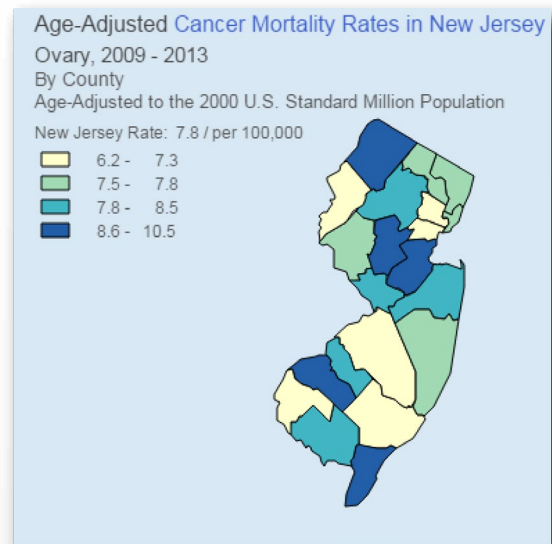 Age-Adjusted Cancer Mortality Rates in New Jersey
Ovary, 2009 - 2013
By County
Age-Adjusted to the 2000 U.S. Standard Million Population
New Jersey Rate: 7.8 / per 100,000
6.2 - 7.3
7.5 - 7.8
7.8 - 8.5
8.6 - 10.5